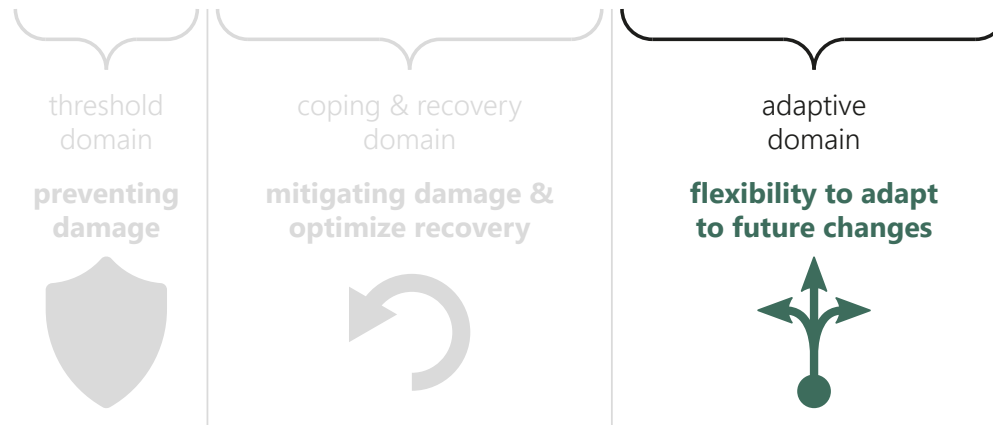 threshold
domain
preventing
damage
coping & recovery
domain
mitigating damage &
optimize recovery
adaptive
domain
flexibility to adapt
to future changes